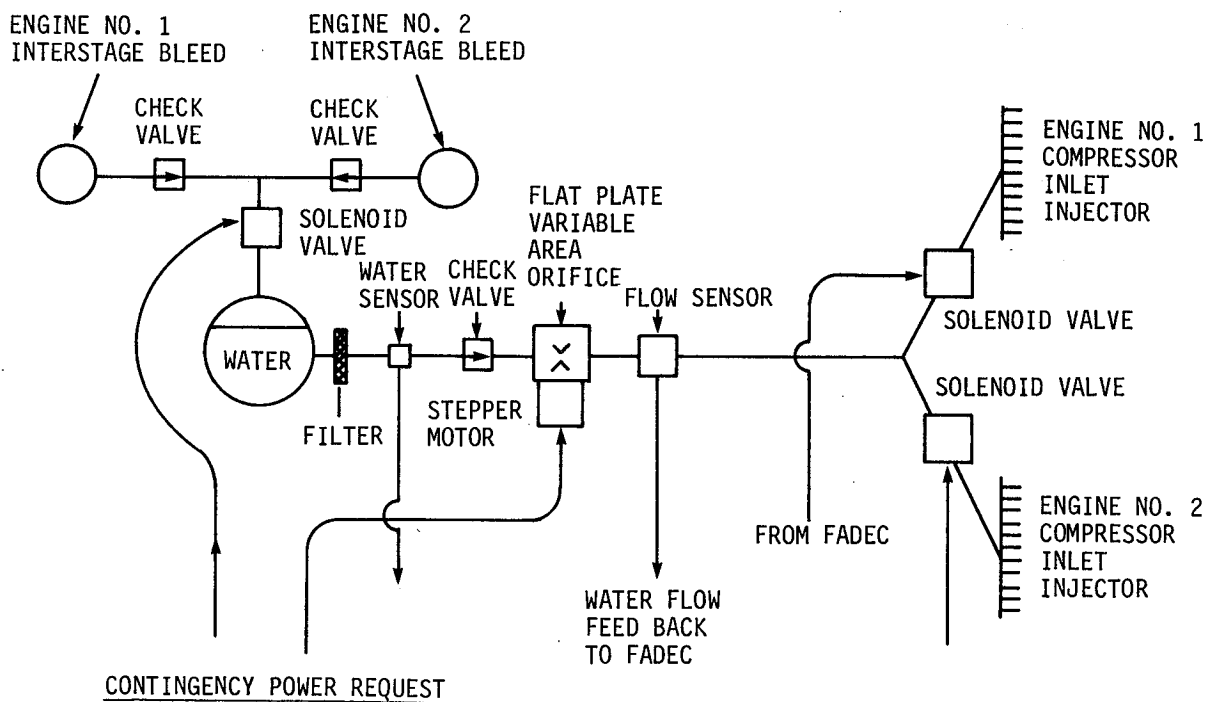 ENGINE NO. 1
INTERSTAGE BLEED
ENGINE NO. 2
INTERSTAGE BLEED
CHECK
VALVE
CHECK
VALVE
SOLENOID
VALVE
WATER
SENSOR
CHECK
VALVE
FLAT PLATE
VARIABLE
AREA
ORIFICE
FLOW SENSOR
ENGINE NO. 1
COMPRESSOR
INLET
INJECTOR
SOLENOID VALVE
WATER
FILTER
STEPPER
MOTOR
SOLENOID VALVE
FROM FADEC
ENGINE NO. 2
COMPRESSOR
INLET
INJECTOR
WATER FLOW
FEED BACK
TO FADEC
CONTINGENCY POWER REQUEST